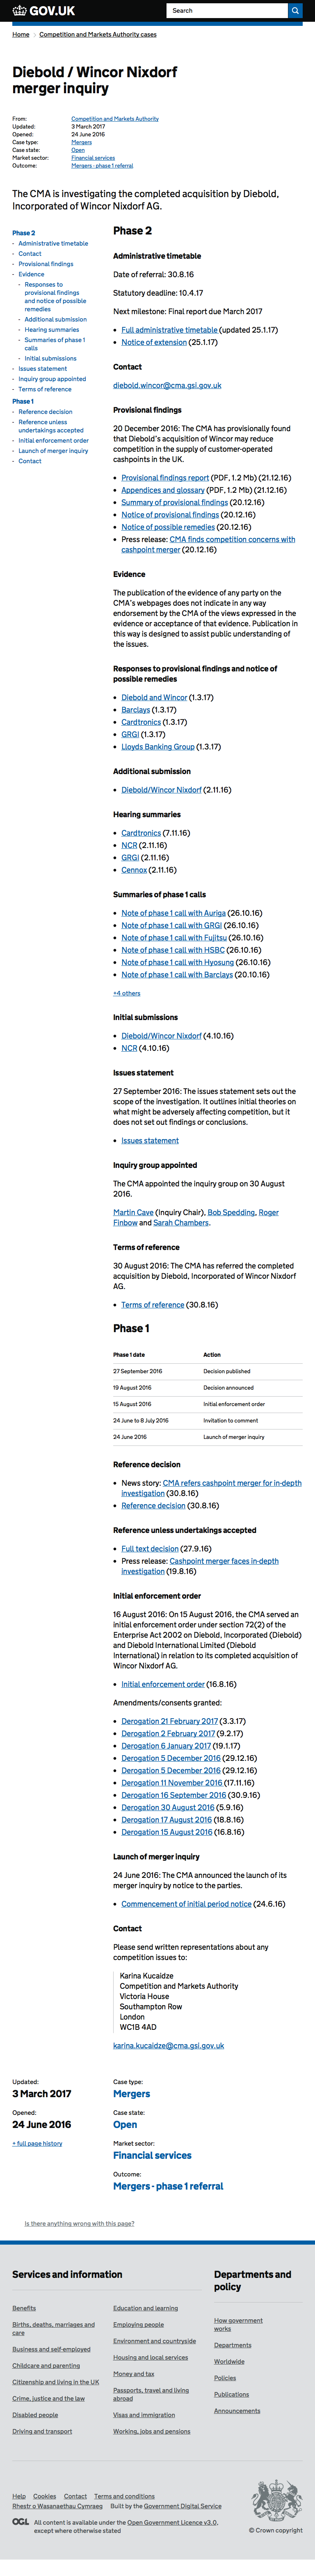 GOV.UK
Search
Home
Competition and Markets Authority cases
Diebold / Wincor Nixdorf
merger inquiry
From: Competition and Markets Authority
Updated: 3 March 2017
Opened: 24 June 2016
Case type: Mergers
Case state: Open
Market sector: Financial services
Outcome: Mergers - phase 1 referral
The CMA is investigating the completed acquisition by Diebold,
Incorporated of Wincor Nixdorf AG.
Phase 2
Administrative timetable
Contact
Provisional findings
Evidence
Responses to
provisional findings
and notice of possible
remedies
Additional submission
Hearing summaries
Summaries of phase 1
calls
Initial submissions
Issues statement
Inquiry group appointed
Terms of reference
Phase 1
Reference decision
Reference unless
undertakings accepted
Initial enforcement order
Launch of merger inquiry
Contact
Phase 2
Administrative timetable
Date of referral: 30.8.16
Statutory deadline: 10.4.17
Next milestone: Final report due March 2017
• Full administrative timetable (updated 25.1.17)
• Notice of extension (20.12.16)
Contact
diebold.wincor@cma.gsi.gov.uk
Provisional findings
20 December 2016: The CMA has provisionally found
that Diebold's acquisition of Wincor may reduce
competition in the supply of customer-operated
cashpoints in the UK.
• Provisional findings report (PDF, 1.2 Mb) (21.12.16)
• Appendices and glossary (PDF, 1.2 Mb) (21.12.16)
• Summary of provisional findings (20.12.16)
• Notice of provisional findings (20.12.16)
• Notice of possible remedies (20.12.16)
• Press release: CMA finds competition concerns with
cashpoint merger (20.12.16)
Evidence
The publication of the evidence of any party on the
CMA's webpages does not indicate in any way
endorsement by the CMA of the views expressed in the
evidence or acceptance of that evidence. Publication in
this way is designed to assist public understanding of
the issues.
Responses to provisional findings and notice of
possible remedies
• Diebold and Wincor (1.3.17)
• Barclays (1.3.17)
• Cardtronics (1.3.17)
• GRGI (1.3.17)
• Lloyds Banking Group (1.3.17)
Additional submission
• Diebold/Wincor Nixdorf (2.11.16)
Hearing summaries
• Cardtronics (7.11.16)
• NCR (2.11.16)
• GRGI (2.11.16)
• Cennox (2.11.16)
Summaries of phase 1 calls
• Note of phase 1 call with Auriga (26.10.16)
• Note of phase 1 call with GRGI (26.10.16)
• Note of phase 1 call with Fujitsu (26.10.16)
• Note of phase 1 call with HSBC (26.10.16)
• Note of phase 1 call with Hyosung (26.10.16)
• Note of phase 1 call with Barclays (20.10.16)
+4 others
Initial submissions
• Diebold/Wincor Nixdorf (4.10.16)
• NCR (4.10.16)
Issues statement
27 September 2016: The issues statement sets out the
scope of the investigation. It outlines initial theories on
what might be adversely affecting competition, but it
does not set out findings or conclusions.
• Issues statement
Inquiry group appointed
The CMA appointed the inquiry group on 30 August
2016.
Martin Cave (Inquiry Chair), Bob Spedding, Roger
Finbow and Sarah Chambers.
Terms of reference
30 August 2016: The CMA has referred the completed
acquisition by Diebold, Incorporated of Wincor Nixdorf
AG.
• Terms of reference (30.8.16)
Phase 1
Phase 1 date Action
27 September 2016 Decision published
19 August 2016 Decision announced
15 August 2016 Initial enforcement order
24 June to 8 July 2016 Invitation to comment
24 June 2016 Launch of merger inquiry
Reference decision
• News story: CMA refers cashpoint merger for in-depth
investigation (30.8.16)
• Reference decision (30.8.16)
Reference unless undertakings accepted
• Full text decision (27.9.16)
• Press release: Cashpoint merger faces in-depth
investigation (19.8.16)
Initial enforcement order
16 August 2016: On 15 August 2016, the CMA served an
initial enforcement order under section 72(2) of the
Enterprise Act 2002 on Diebold, Incorporated (Diebold)
and Diebold International Limited (Diebold
International) in relation to its completed acquisition of
Wincor Nixdorf AG.
• Initial enforcement order (16.8.16)
Amendments/consents granted:
• Derogation 21 February 2017 (3.3.17)
• Derogation 2 February 2017 (9.2.17)
• Derogation 6 January 2017 (19.1.17)
• Derogation 5 December 2016 (29.12.16)
• Derogation 5 December 2016 (29.12.16)
• Derogation 11 November 2016 (17.11.16)
• Derogation 16 September 2016 (30.9.16)
• Derogation 30 August 2016 (5.9.16)
• Derogation 17 August 2016 (18.8.16)
• Derogation 15 August 2016 (16.8.16)
Launch of merger inquiry
24 June 2016: The CMA announced the launch of its
merger inquiry by notice to the parties.
• Commencement of initial period notice (24.6.16)
Contact
Please send written representations about any
competition issues to:
Karina Kucaidze
Competition and Markets Authority
Victoria House
Southampton Row
London
WC1B 4AD
karina.kucaidze@cma.gsi.gov.uk
Updated:
3 March 2017
Opened:
24 June 2016
+ full page history
Case type:
Mergers
Case state:
Open
Market sector:
Financial services
Outcome:
Mergers - phase 1 referral
Is there anything wrong with this page?
Services and information
Benefits
Births, deaths, marriages and
care
Business and self-employed
Childcare and parenting
Citizenship and living in the UK
Crime, justice and the law
Disabled people
Driving and transport
Education and learning
Employing people
Environment and countryside
Housing and local services
Money and tax
Passports, travel and living
abroad
Visas and immigration
Working, jobs and pensions
Departments and
policy
How government
works
Departments
Worldwide
Policies
Publications
Announcements
Help Cookies Contact Terms and conditions
Rhestr o Wasanaethau Cymraeg Built by the Government Digital Service
OGL All content is available under the Open Government Licence v3.0,
except where otherwise stated
© Crown copyright